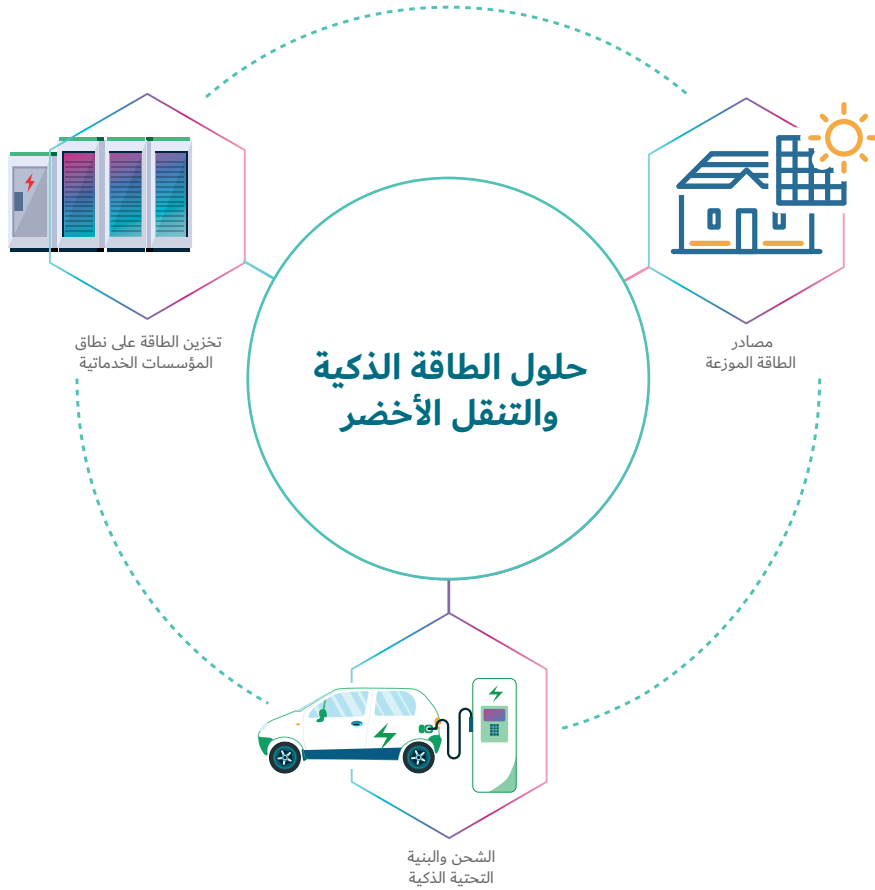 حلول الطاقة الذكية
والتنقل الأخضر
مصادر
الطاقة الموزعة
تخزين الطاقة على نطاق
المؤسسات الخدماتية
الشحن والبنية
التحتية الذكية